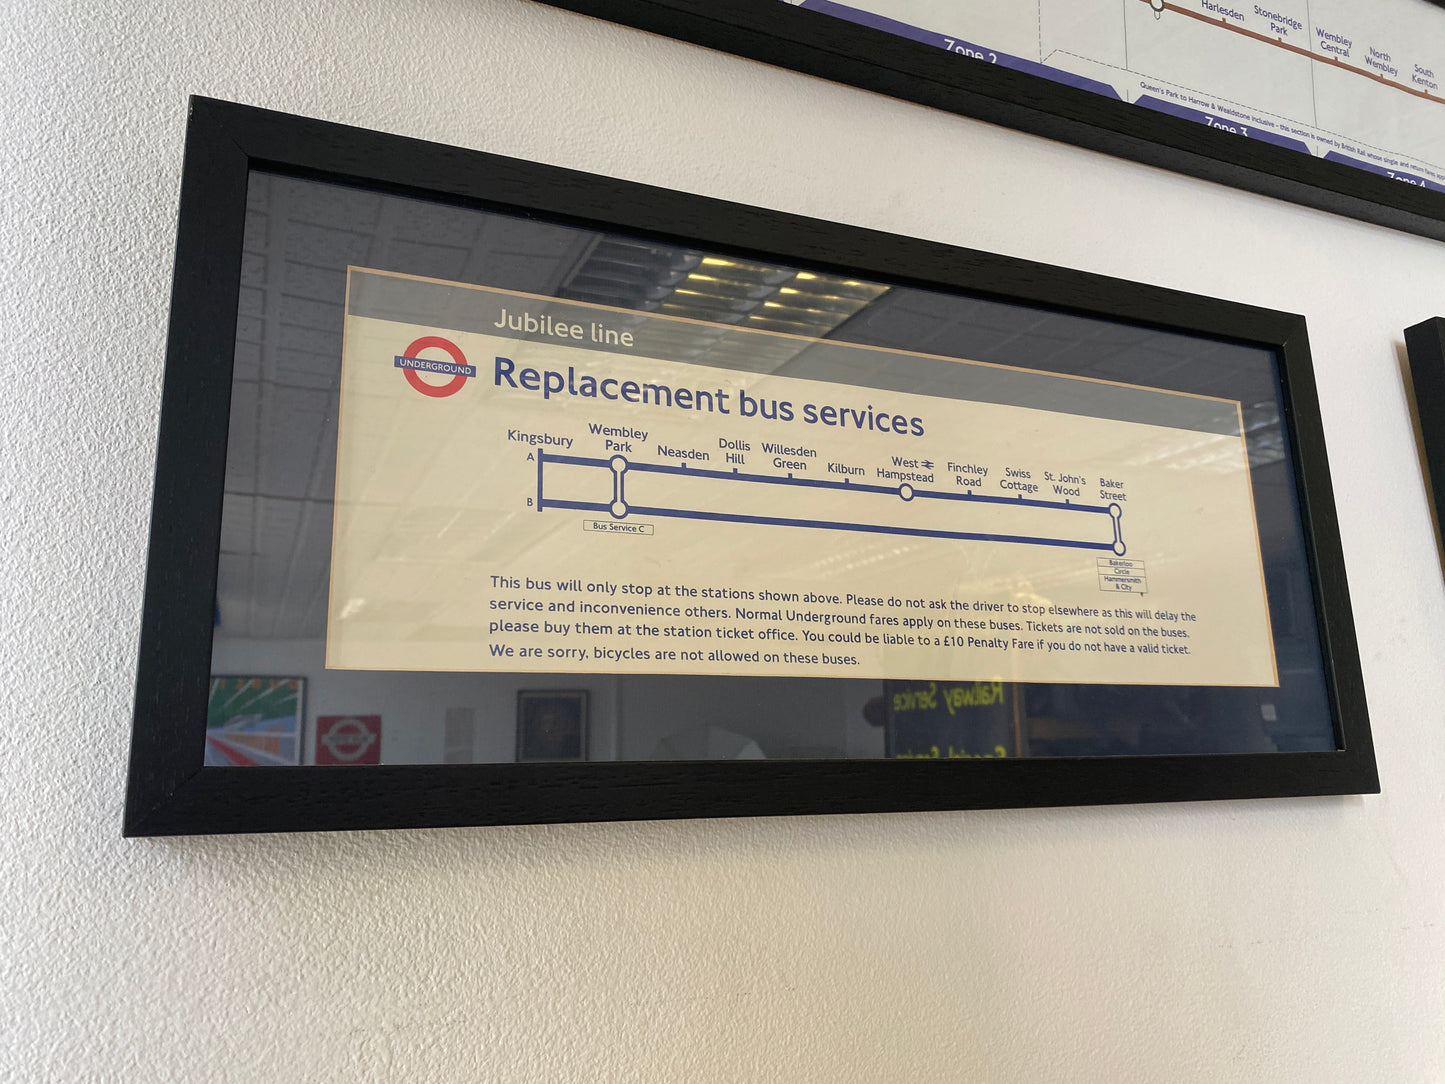 Harlesden
Stonebridge
Park
Wembley
Central
North
Wembley
South
Kenton
Zone 2
Zone 3
Zone 4
Queen's Park to Harrow & Wealdstone inclusive - this section is owned by British Rail whose single and return fares
Jubilee line
UNDERGROUND
Replacement bus services
Kingsbury
Wembley
Park
Neasden
Dollis
Hill
Willesden
Green
Kilburn
West
Hampstead
Finchley
Road
Swiss
Cottage
St. John's
Wood
Baker
Street
A
B
Bus Service C
Bakerloo
Circle
Hammersmith
& City
This bus will only stop at the stations shown above. Please do not ask the driver to stop elsewhere as this will delay the
service and inconvenience others. Normal Underground fares apply on these buses. Tickets are not sold on the buses.
please buy them at the station ticket office. You could be liable to a £10 Penalty Fare if you do not have a valid ticket.
We are sorry, bicycles are not allowed on these buses.
Railway Service